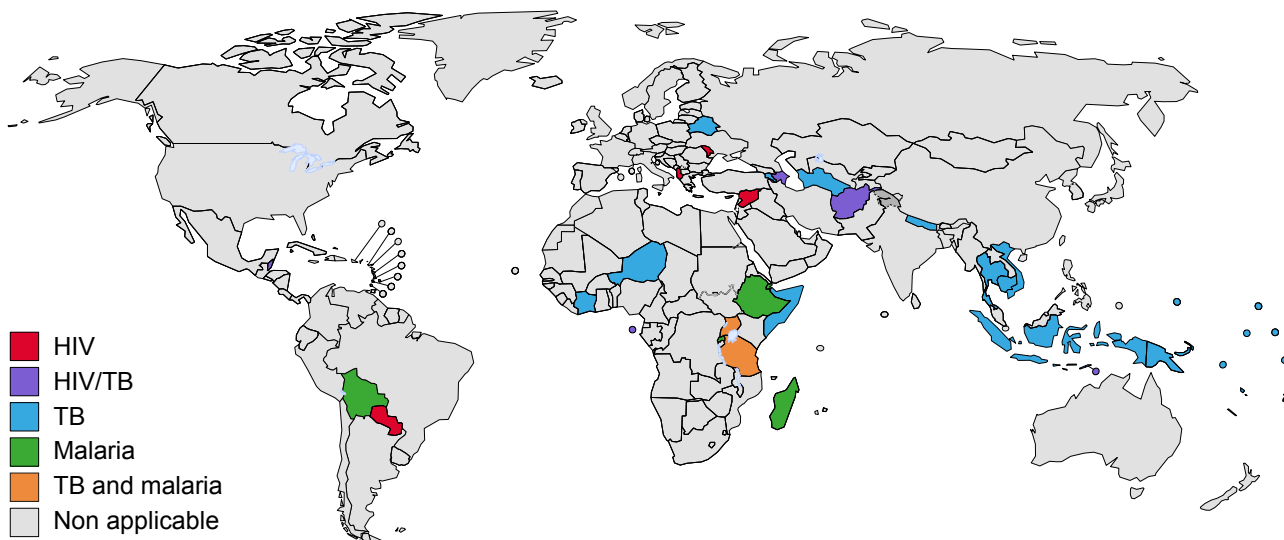 HIV
HIV/TB
TB
Malaria
TB and malaria
Non applicable